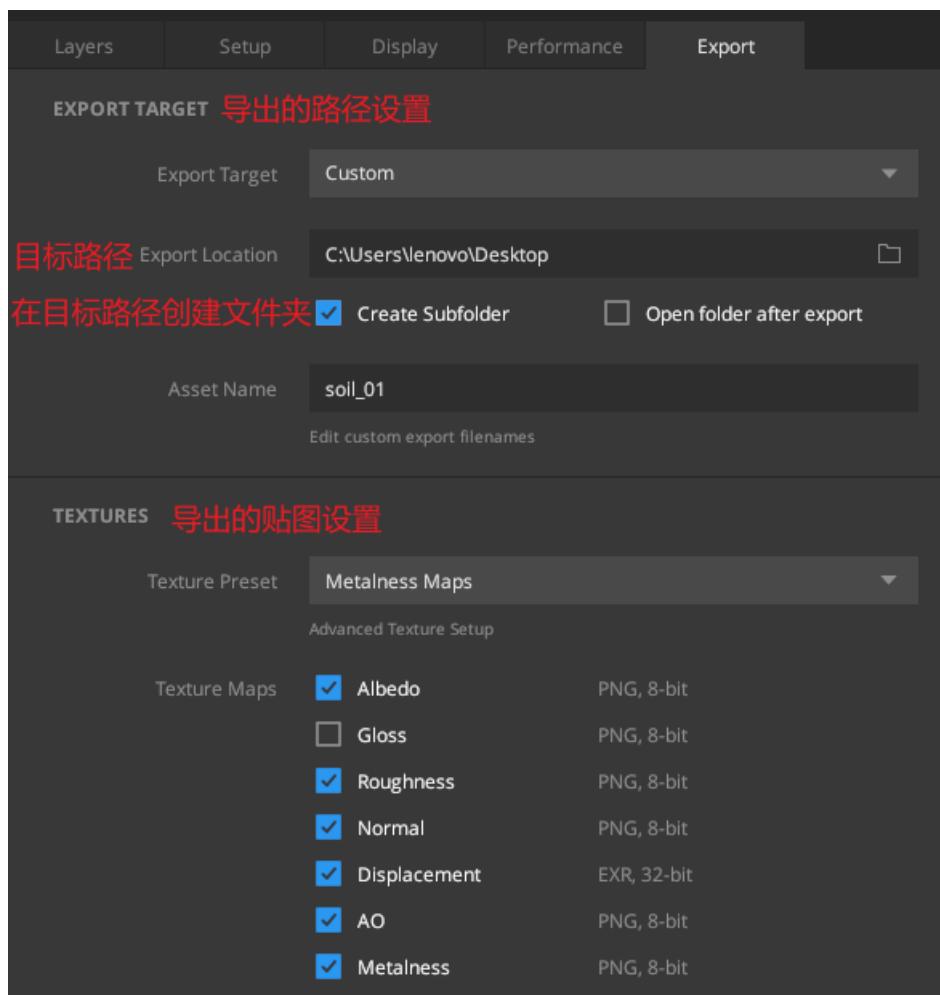 Layers Setup Display Performance Export
EXPORT TARGET 导出的路径设置
Export Target Custom
目标路径 Export Location C:\Users\lenovo\Desktop
在目标路径创建文件夹 Create Subfolder Open folder after export
Asset Name soil_01
Edit custom export filenames
TEXTURES 导出的贴图设置
Texture Preset Metalness Maps
Advanced Texture Setup
Texture Maps Albedo PNG, 8-bit
Gloss PNG, 8-bit
Roughness PNG, 8-bit
Normal PNG, 8-bit
Displacement EXR, 32-bit
AO PNG, 8-bit
Metalness PNG, 8-bit